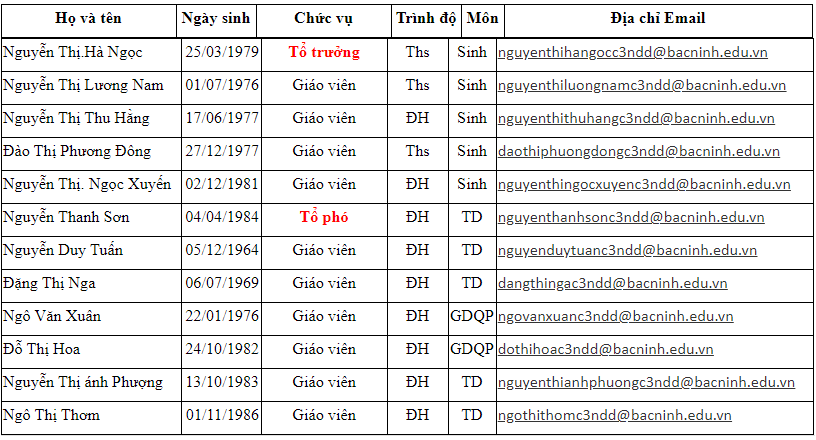 Họ và tên Ngày sinh Chức vụ Trình độ Môn Địa chỉ Email
Nguyễn Thị.Hà Ngọc 25/03/1979 Tổ trưởng Ths Sinh nguyenthihangocc3ndd@bacninh.edu.vn
Nguyễn Thị Lương Nam 01/07/1976 Giáo viên Ths Sinh nguyenthiluongnamc3ndd@bacninh.edu.vn
Nguyễn Thị Thu Hằng 17/06/1977 Giáo viên ĐH Sinh nguyenthithuhangc3ndd@bacninh.edu.vn
Đào Thị Phương Đông 27/12/1977 Giáo viên Ths Sinh daothiphuongdongc3ndd@bacninh.edu.vn
Nguyễn Thị. Ngọc Xuyến 02/12/1981 Giáo viên ĐH Sinh nguyenthingocxuyenc3ndd@bacninh.edu.vn
Nguyễn Thanh Sơn 04/04/1984 Tổ phó ĐH TD nguyenthanhsonc3ndd@bacninh.edu.vn
Nguyễn Duy Tuấn 05/12/1964 Giáo viên ĐH TD nguyenduytuanc3ndd@bacninh.edu.vn
Đặng Thị Nga 06/07/1969 Giáo viên ĐH TD dangthingac3ndd@bacninh.edu.vn
Ngô Văn Xuân 22/01/1976 Giáo viên ĐH GDQP ngovanxuanc3ndd@bacninh.edu.vn
Đỗ Thị Hoa 24/10/1982 Giáo viên ĐH GDQP dothihoac3ndd@bacninh.edu.vn
Nguyễn Thị ánh Phượng 13/10/1983 Giáo viên ĐH TD nguyenthianhphuongc3ndd@bacninh.edu.vn
Ngô Thị Thơm 01/11/1986 Giáo viên ĐH TD ngothithomc3ndd@bacninh.edu.vn